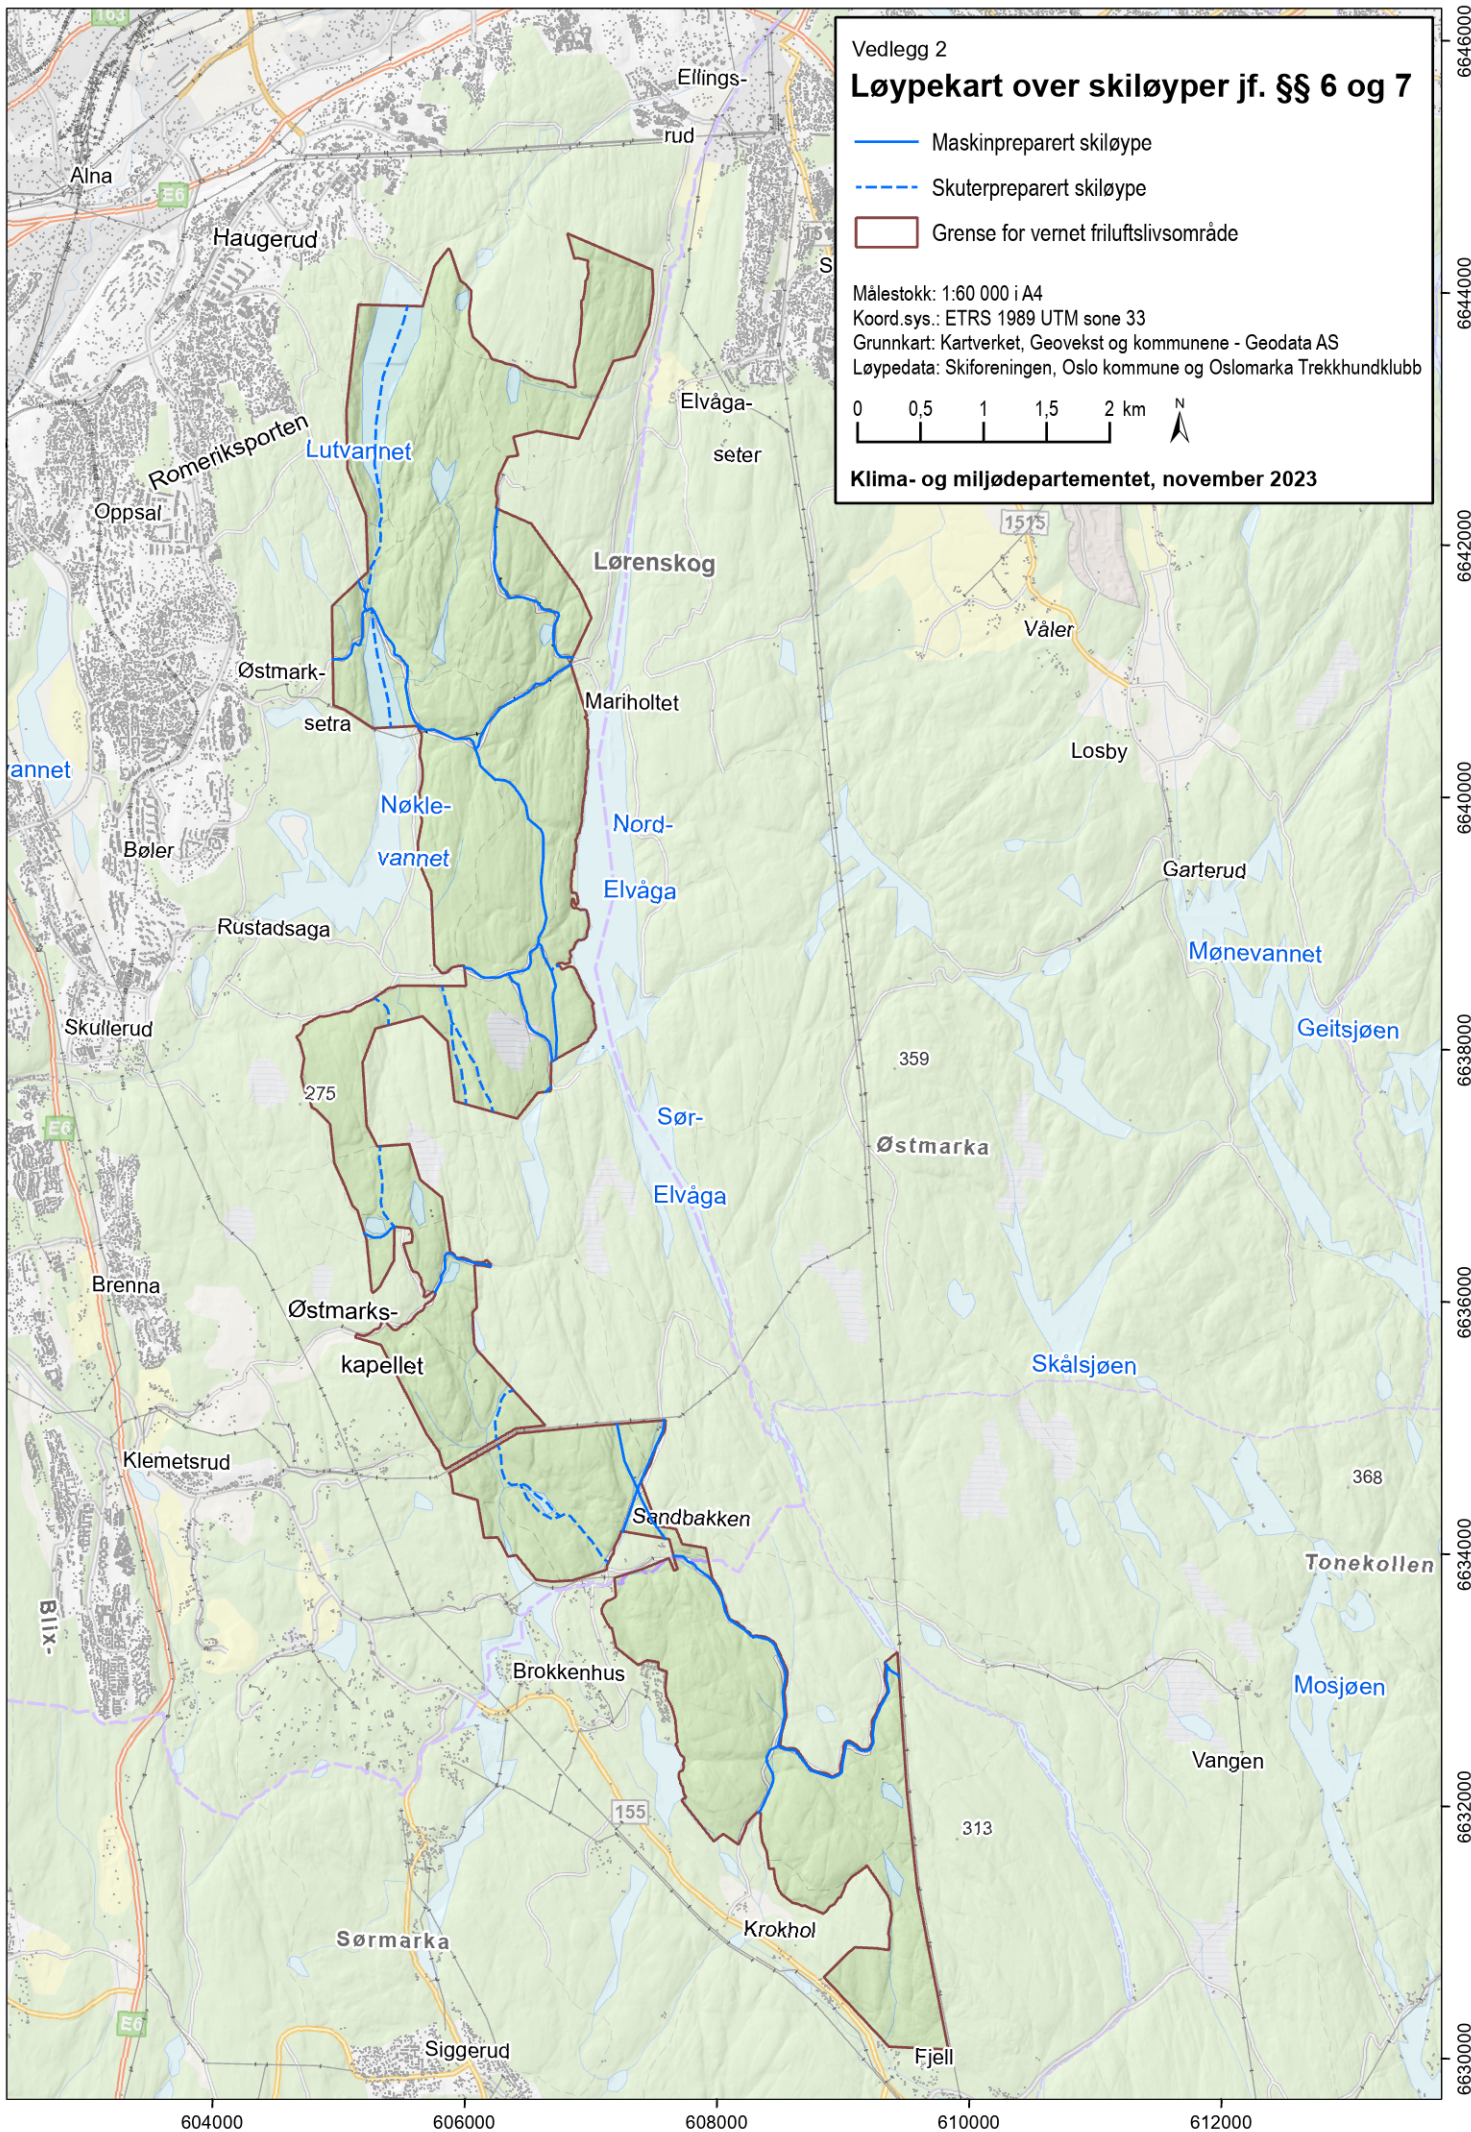 Vedlegg 2
Løypekart over skiløyper jf. §§ 6 og 7
Maskinpreparert skiløype
Skuterpreparert skiløype
Grense for vernet friluftslivsområde
Målestokk: 1:60 000 i A4
Koord.sys.: ETRS 1989 UTM sone 33
Grunnkart: Kartverket, Geovekst og kommunene - Geodata AS
Løypedata: Skiforeningen, Oslo kommune og Oslomarka Trekkhundklubb
0 0,5 1 1,5 2 km
N
Klima- og miljødepartementet, november 2023
163
Ellings-
rud
Alna
E6
Haugerud
S
Elvåga-
seter
Romeriksporten
Lutvannet
Oppsal
1515
Lørenskog
Våler
Østmark-
setra
Mariholtet
Losby
vannet
Nøkle-
vannet
Nord-
Elvåga
Bøler
Garterud
Rustadsaga
Mønevannet
Skullerud
Geitsjøen
359
275
Sør-
Elvåga
E6
Østmarka
Brenna
Østmarks-
kapellet
Skålsjøen
Klemetsrud
368
Sandbakken
Tonekollen
Blix-
Brokkenhus
Mosjøen
Vangen
155
313
Krokhol
Sørmarka
E6
Siggerud
Fjell
6646000
6644000
6642000
6640000
6638000
6636000
6634000
6632000
6630000
604000 606000 608000 610000 612000